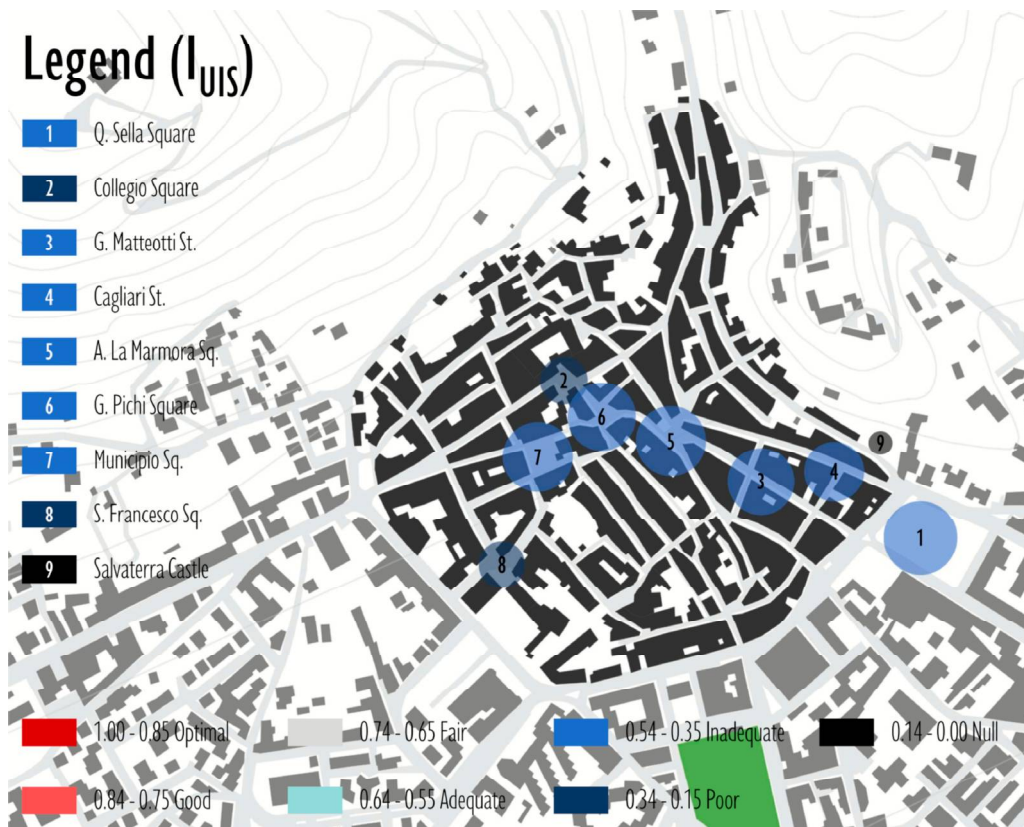 Legend (IUIS)
1 Q. Sella Square
2 Collegio Square
3 G. Matteotti St.
4 Cagliari St.
5 A. La Marmora Sq.
6 G. Pichi Square
7 Municipio Sq.
8 S. Francesco Sq.
9 Salvaterra Castle
2
6
5
9
7
3
4
1
8
1.00 - 0.85 Optimal
0.74 - 0.65 Fair
0.54 - 0.35 Inadequate
0.14 - 0.00 Null
0.84 - 0.75 Good
0.64 - 0.55 Adequate
0.34 - 0.15 Poor